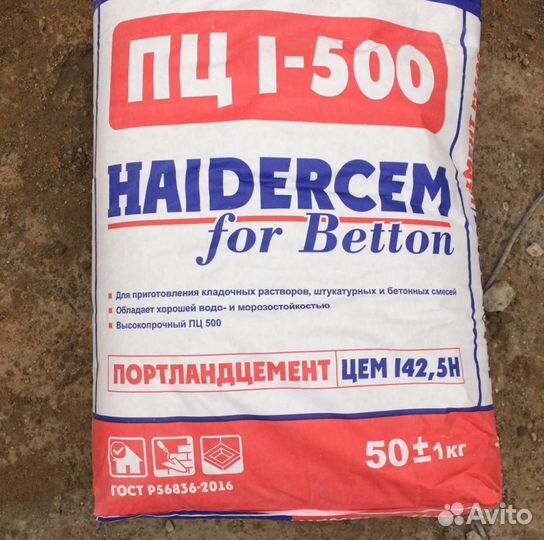 ПЦ I-500
HAIDERCEM
for Betton
Для приготовления кладочных растворов, штукатурных и бетонных смесей
Обладает хорошей водо- и морозостойкостью
Высокопрочный ПЦ 500
ПОРТЛАНДЦЕМЕНТ ЦЕМ I42,5Н
50±1кг
ГОСТ Р56836-2016
Avito